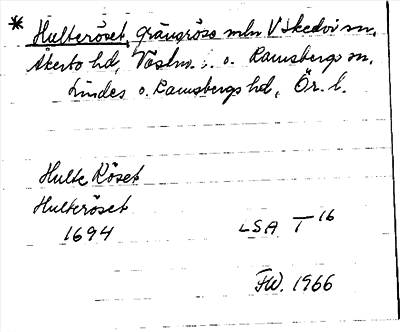 * Hulteröset, gränsröse mln V Skedvi sn,
Åkerbo hd, Västm. l. o. Ramsbergs sn,
Lindes o. Ramsbergs hd, Ör. l.
Hulte Röset
Hulteröset
1694 LSA T 16
FW. 1966